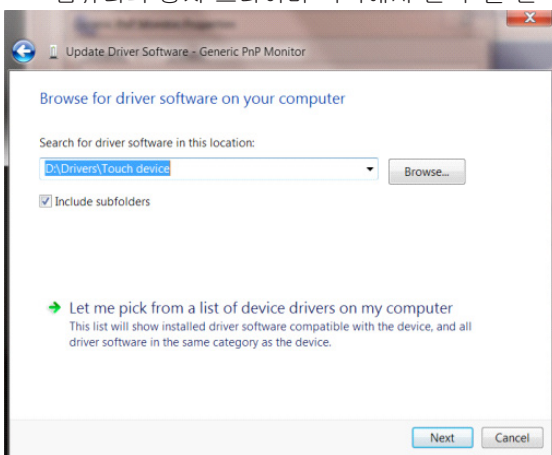 Update Driver Software - Generic PnP Monitor
Browse for driver software on your computer
Search for driver software in this location:
D:\Drivers\Touch device
Browse...
Include subfolders
Let me pick from a list of device drivers on my computer
This list will show installed driver software compatible with the device, and all
driver software in the same category as the device.
Next
Cancel